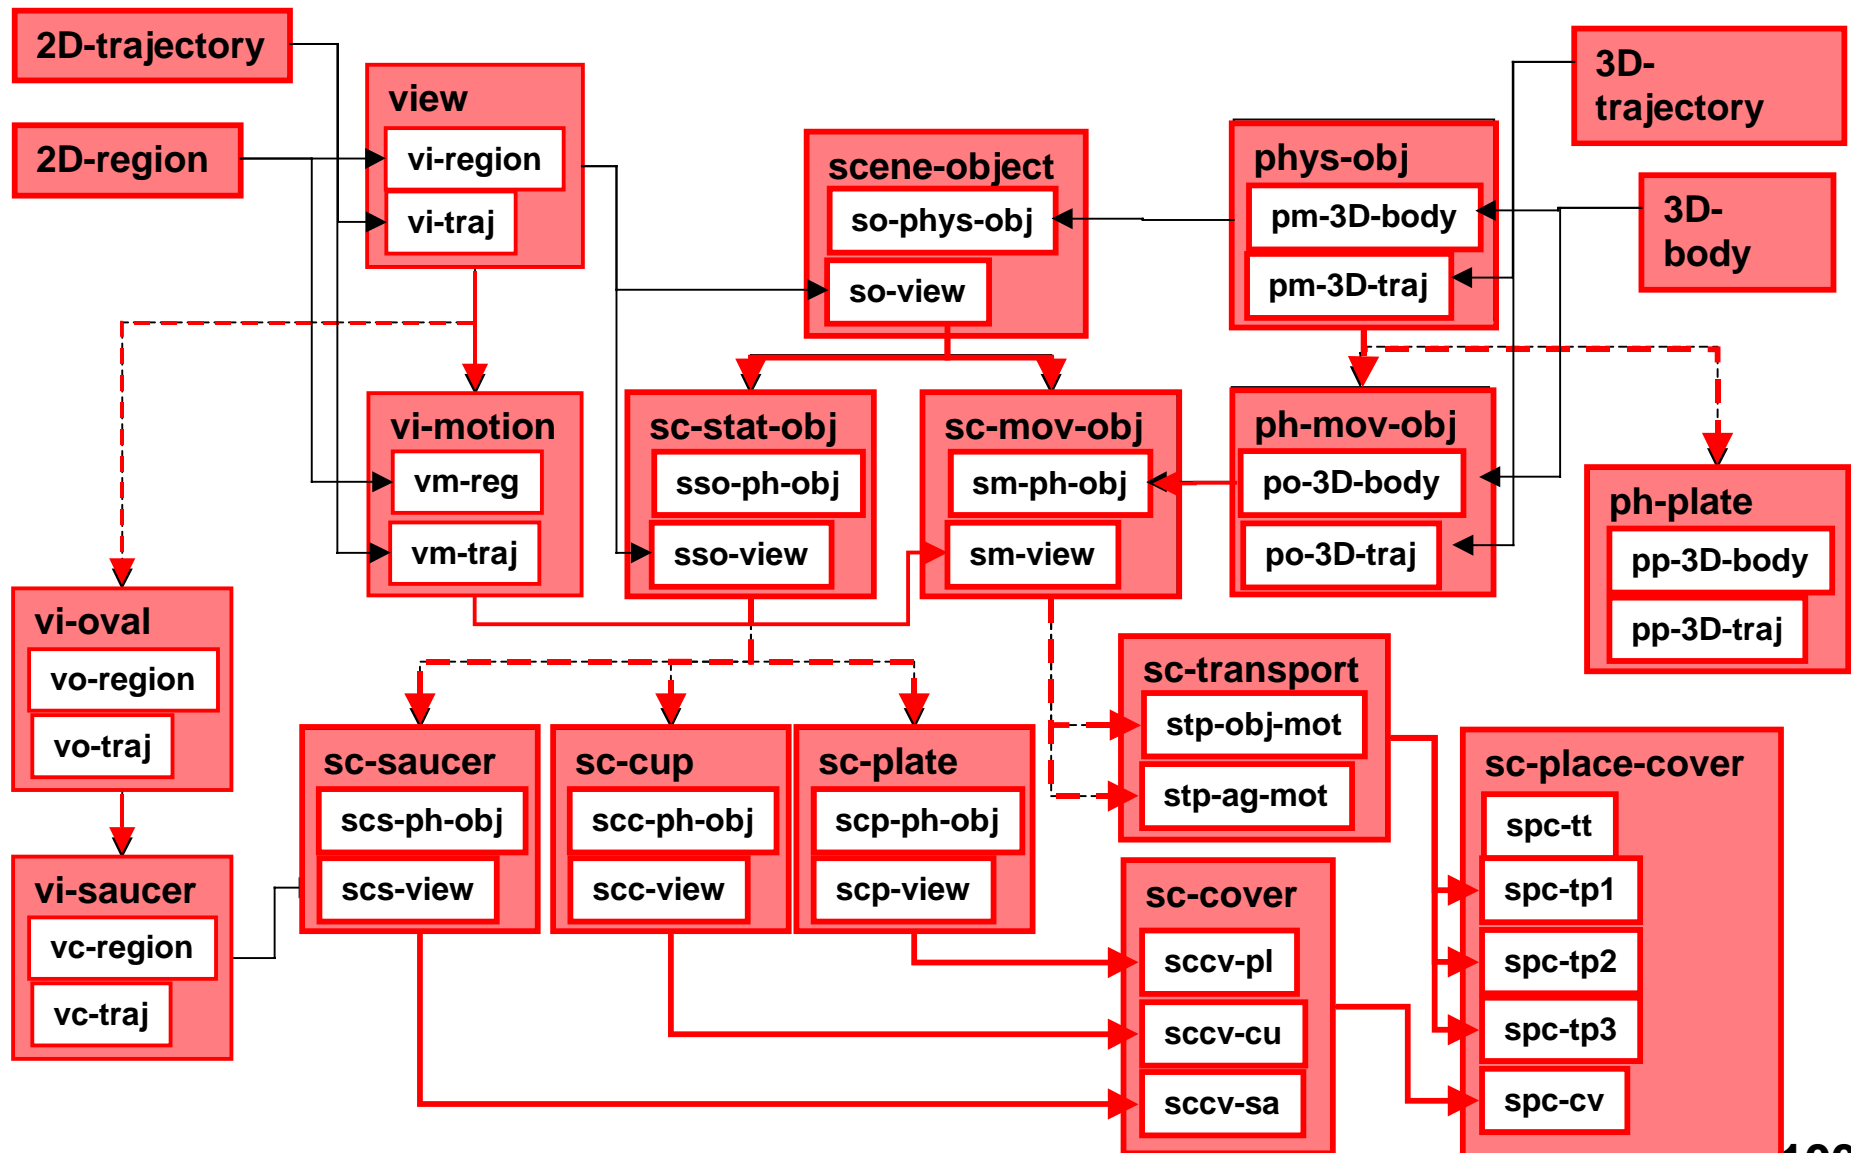 2D-trajectory
2D-region
view
vi-region
vi-traj
scene-object
so-phys-obj
so-view
phys-obj
pm-3D-body
pm-3D-traj
3D-
trajectory
3D-
body
vi-motion
vm-reg
vm-traj
sc-stat-obj
sso-ph-obj
sso-view
sc-mov-obj
sm-ph-obj
sm-view
ph-mov-obj
po-3D-body
po-3D-traj
ph-plate
pp-3D-body
pp-3D-traj
vi-oval
vo-region
vo-traj
vi-saucer
vc-region
vc-traj
sc-saucer
scs-ph-obj
scs-view
sc-cup
scc-ph-obj
scc-view
sc-plate
scp-ph-obj
scp-view
sc-transport
stp-obj-mot
stp-ag-mot
sc-cover
sccv-pl
sccv-cu
sccv-sa
sc-place-cover
spc-tt
spc-tp1
spc-tp2
spc-tp3
spc-cv